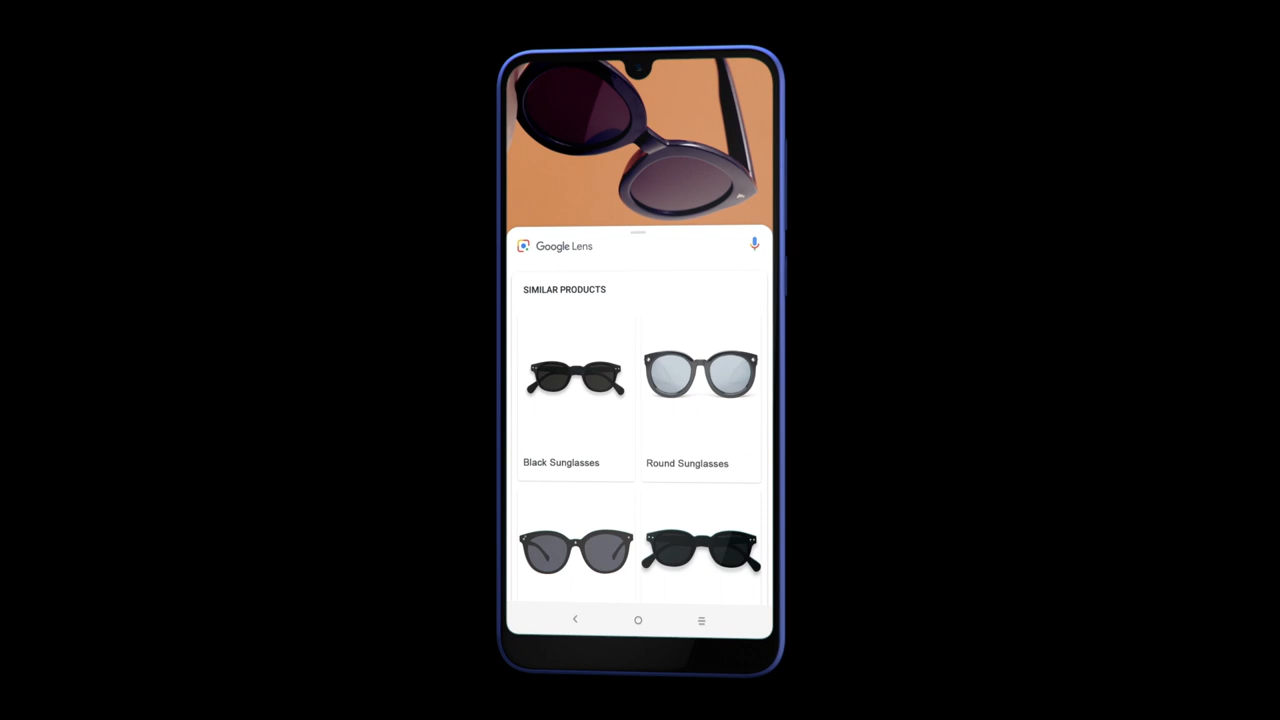 Google Lens
SIMILAR PRODUCTS
Black Sunglasses
Round Sunglasses